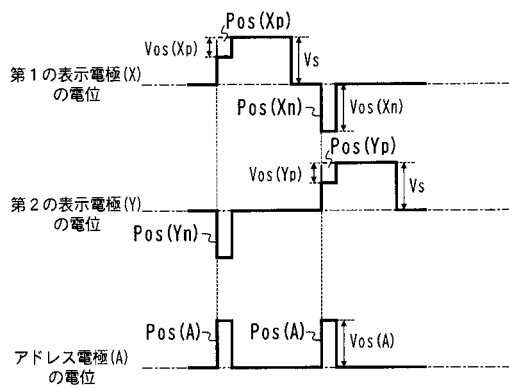 Pos(Xp)
Vos(Xp)
Vs
第1の表示電極(X)
の電位
Pos(Xn)
Vos(Xn)
Pos(Yp)
Vos(Yp)
Vs
第2の表示電極(Y)
の電位
Pos(Yn)
Pos(A)
Pos(A)
Vos(A)
アドレス電極(A)
の電位